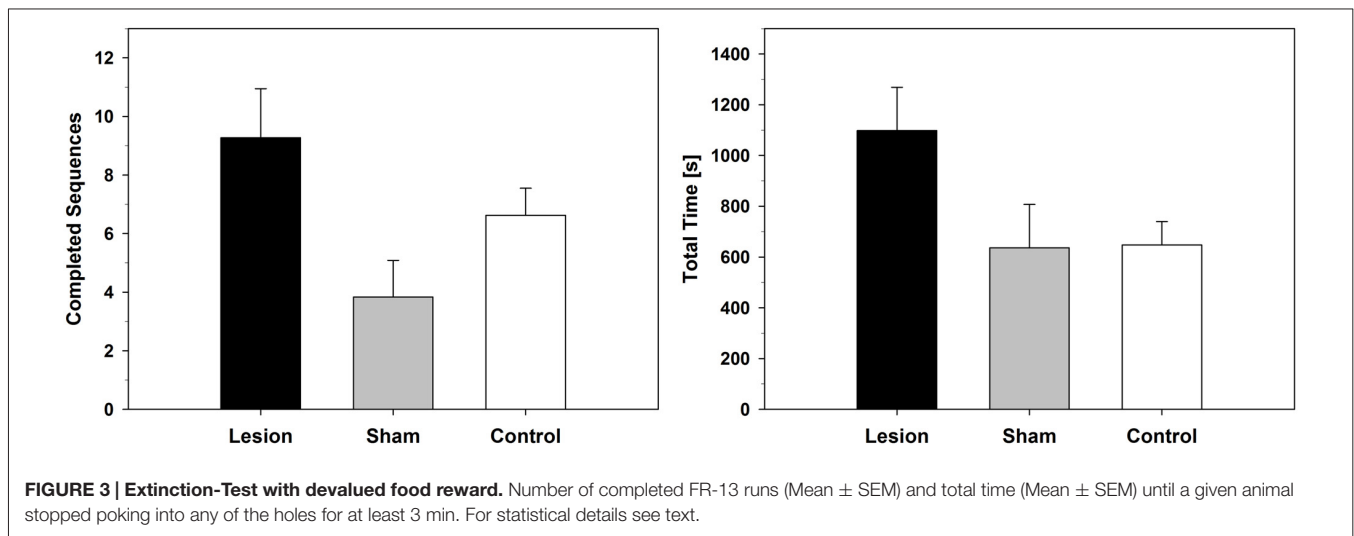 12
10
8
6
4
2
0
Completed Sequences
Lesion Sham Control
1400
1200
1000
800
600
400
200
0
Total Time [s]
Lesion Sham Control
FIGURE 3 | Extinction-Test with devalued food reward. Number of completed FR-13 runs (Mean ± SEM) and total time (Mean ± SEM) until a given animal
stopped poking into any of the holes for at least 3 min. For statistical details see text.